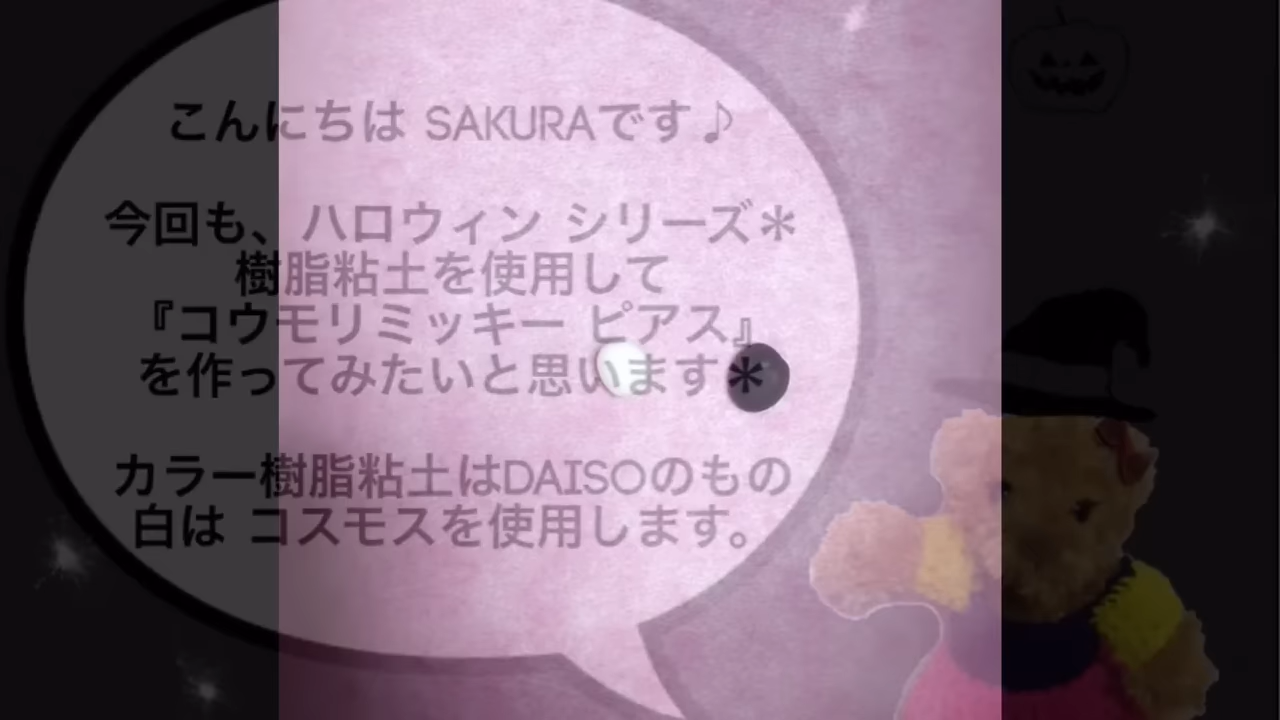 こんにちは SAKURAです♪
今回も、ハロウィン シリーズ＊
樹脂粘土を使用して
『コウモリミッキー ピアス』
を作ってみたいと思います＊
カラー樹脂粘土はDAISOのもの
白は コスモスを使用します。